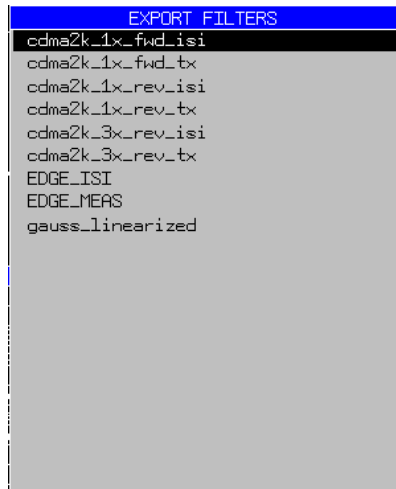 EXPORT FILTERS
cdma2k_1x_fwd_isi
cdma2k_1x_fwd_tx
cdma2k_1x_rev_isi
cdma2k_1x_rev_tx
cdma2k_3x_rev_isi
cdma2k_3x_rev_tx
EDGE_ISI
EDGE_MEAS
gauss_linearized